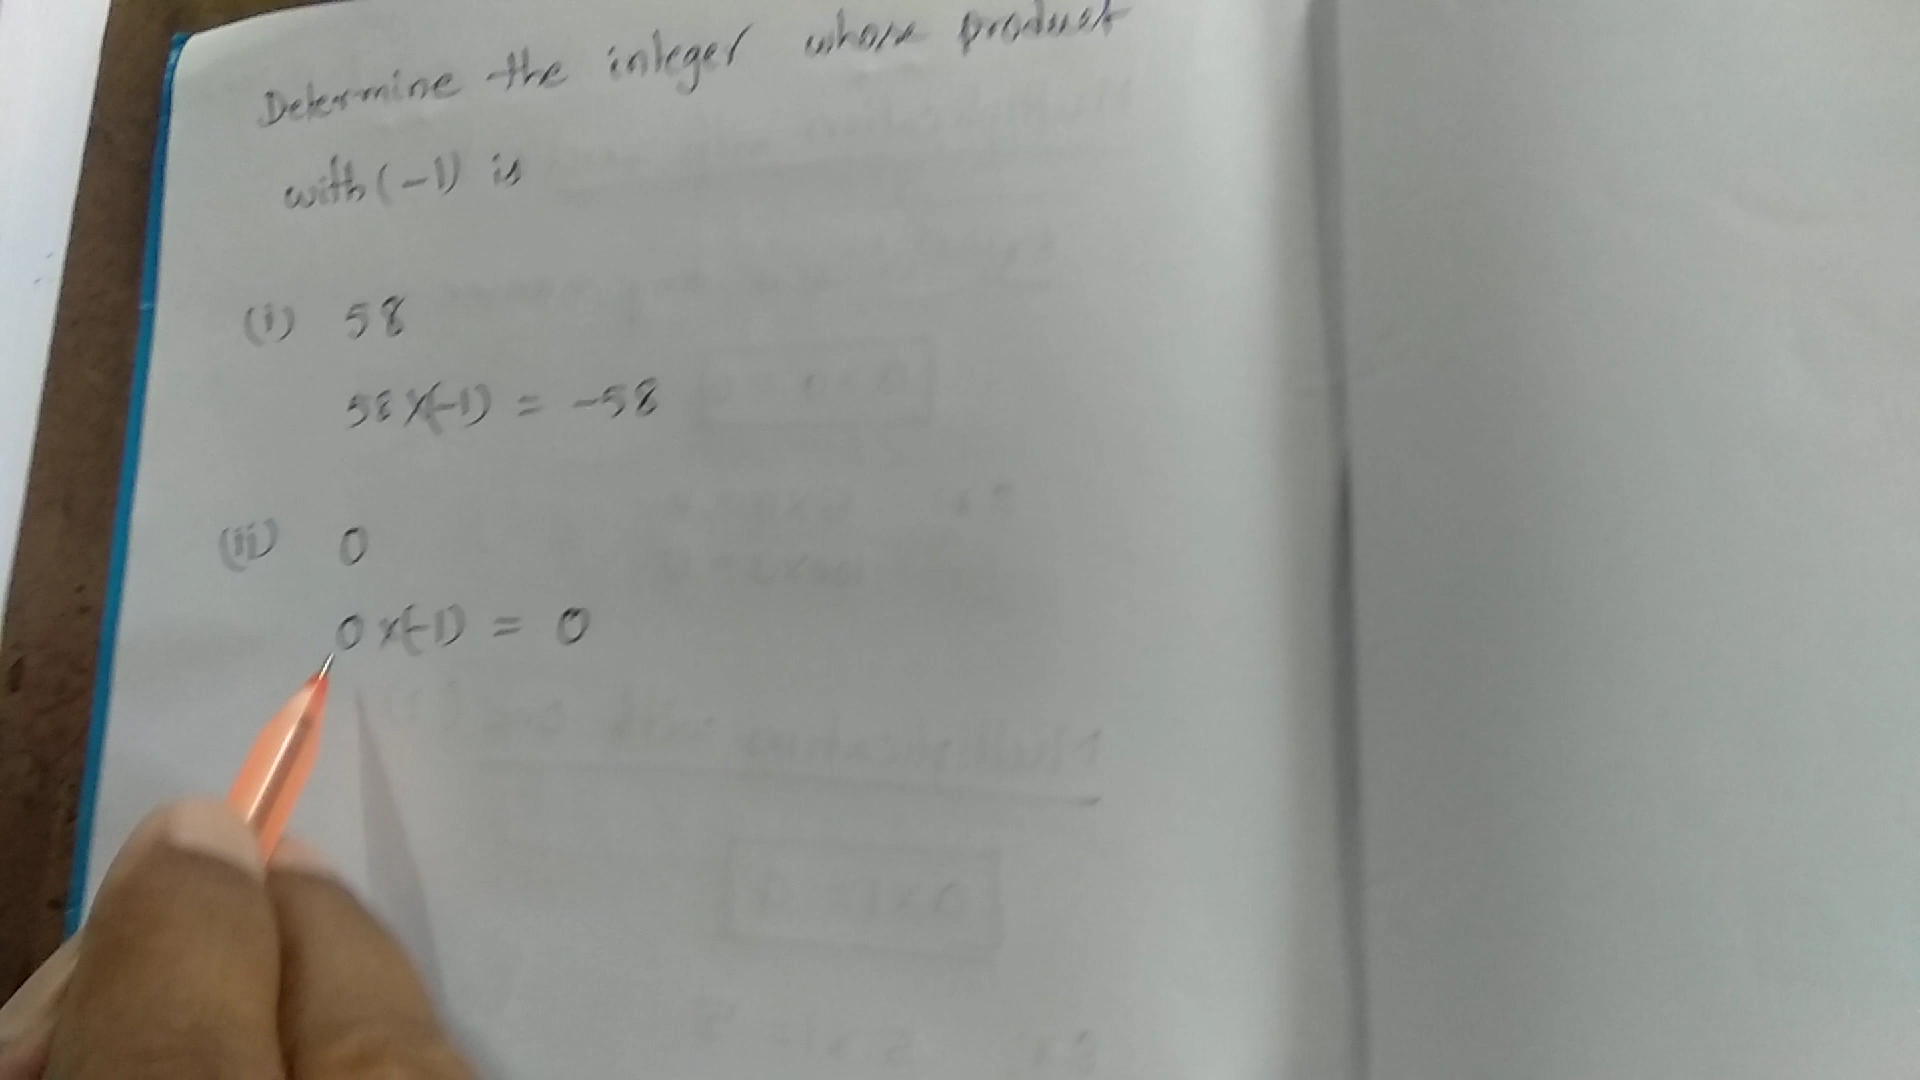 Determine the integer whose product
with (-1) is
(i) 58
58 x(-1) = -58
(ii) 0
0 x(-1) = 0